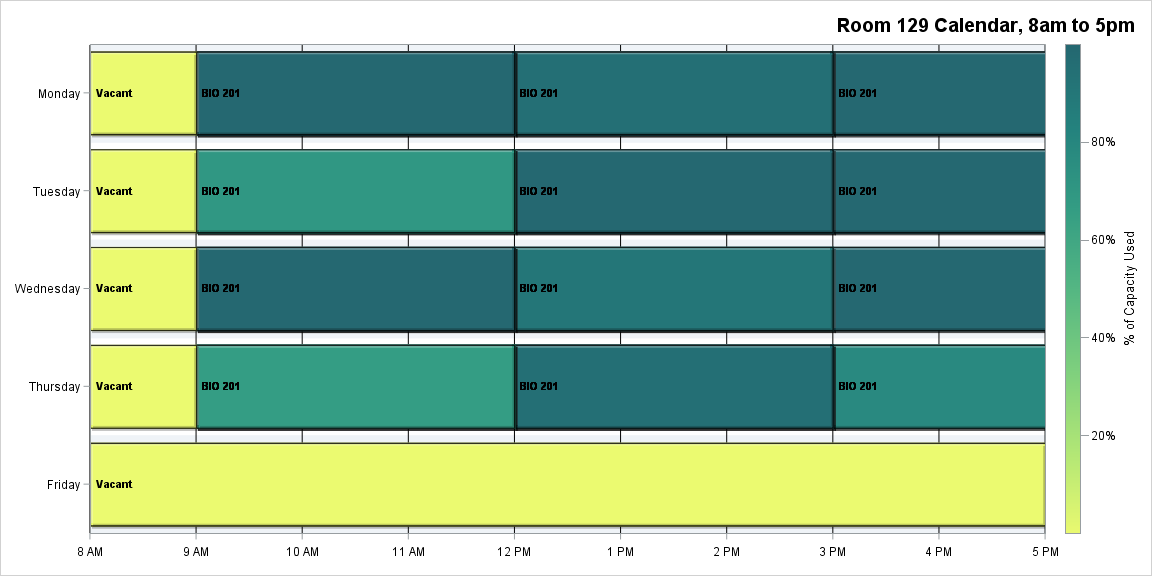 Room 129 Calendar, 8am to 5pm
Monday
Vacant
BIO 201
BIO 201
BIO 201
Tuesday
Vacant
BIO 201
BIO 201
BIO 201
Wednesday
Vacant
BIO 201
BIO 201
BIO 201
Thursday
Vacant
BIO 201
BIO 201
BIO 201
Friday
Vacant
8 AM
9 AM
10 AM
11 AM
12 PM
1 PM
2 PM
3 PM
4 PM
5 PM
80%
60%
40%
20%
% of Capacity Used